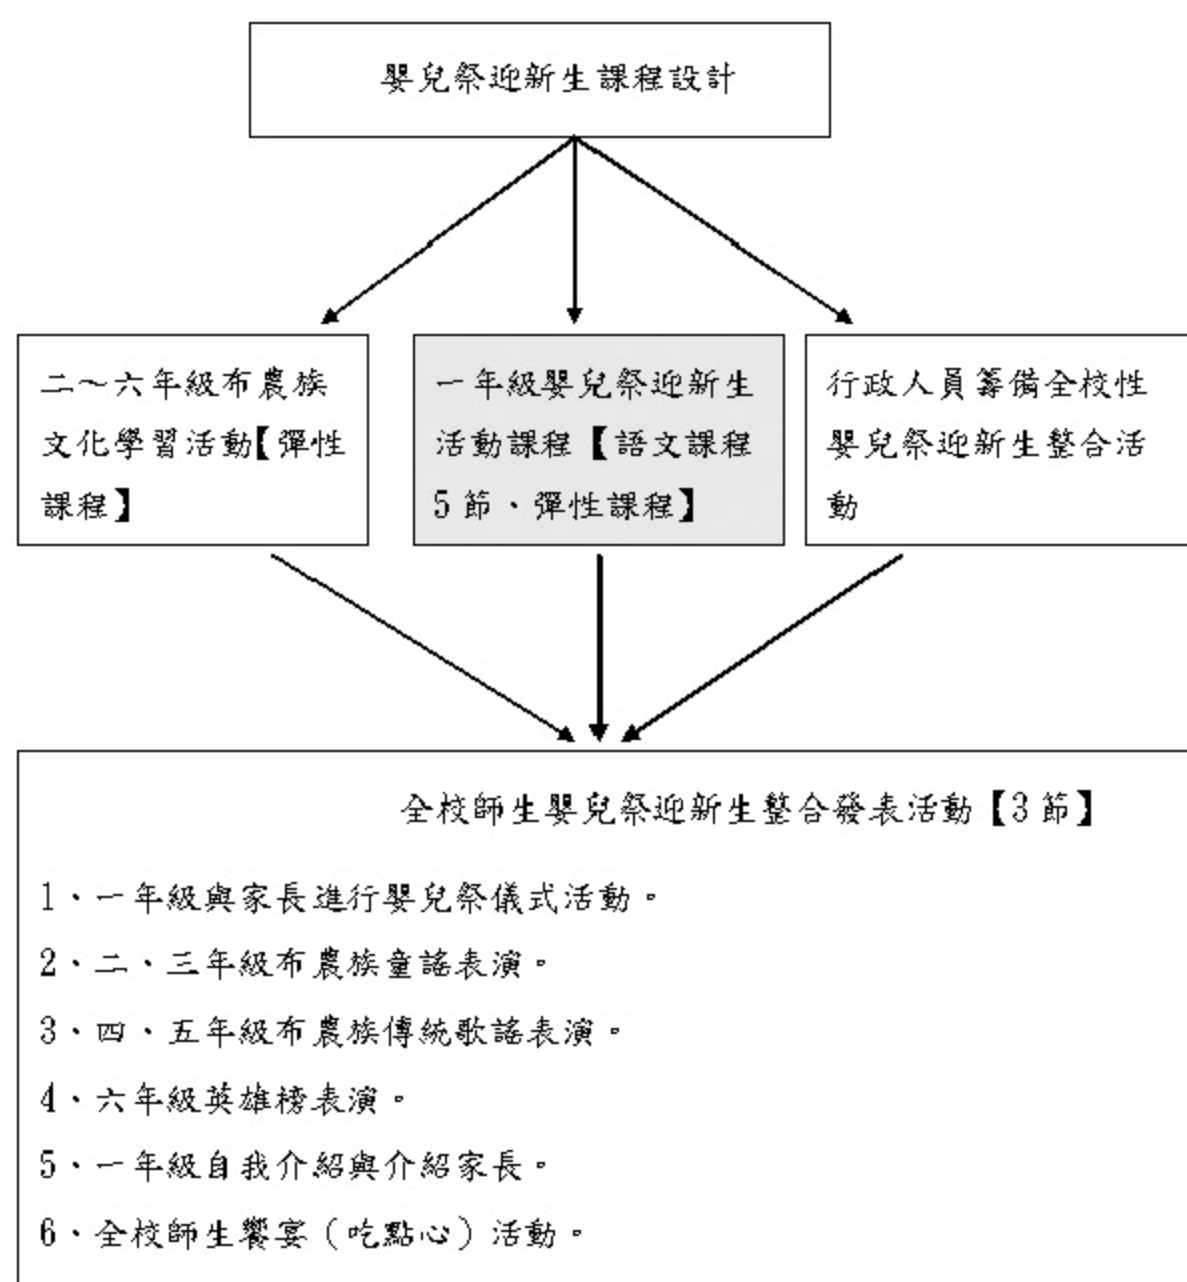 嬰兒祭迎新生課程設計
二～六年級布農族
文化學習活動【彈性
課程】
一年級嬰兒祭迎新生
活動課程【語文課程
5 節、彈性課程】
行政人員籌備全校性
嬰兒祭迎新生整合活
動
全校師生嬰兒祭迎新生整合發表活動【3 節】
1、一年級與家長進行嬰兒祭儀式活動。
2、二、三年級布農族童謠表演。
3、四、五年級布農族傳統歌謠表演。
4、六年級英雄榜表演。
5、一年級自我介紹與介紹家長。
6、全校師生饗宴（吃點心）活動。